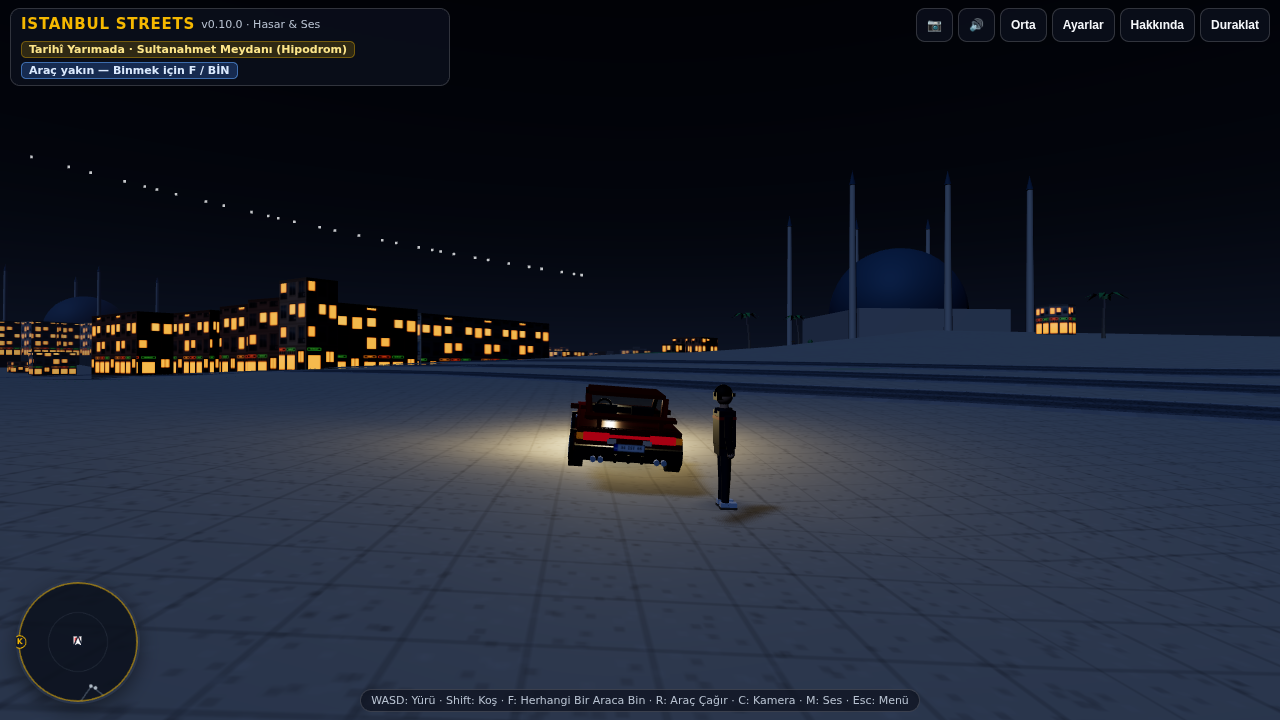 ISTANBUL STREETS v0.10.0 · Hasar & Ses
Tarihî Yarımada · Sultanahmet Meydanı (Hipodrom)
Araç yakın — Binmek için F / BİN
Orta
Ayarlar
Hakkında
Duraklat
K
WASD: Yürü · Shift: Koş · F: Herhangi Bir Araca Bin · R: Araç Çağır · C: Kamera · M: Ses · Esc: Menü